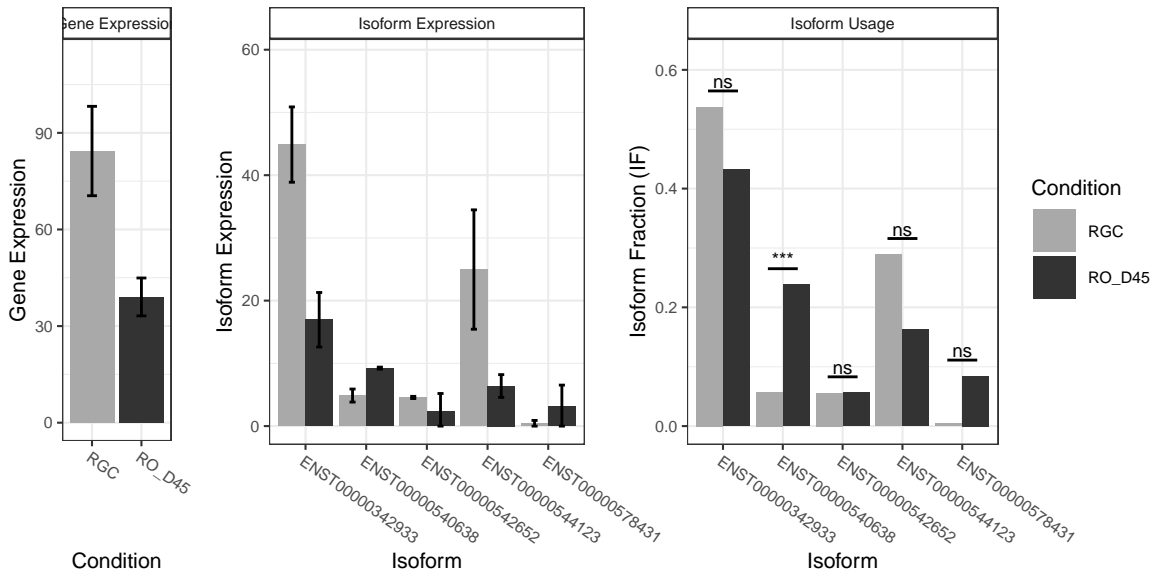 Gene Expression
Isoform Expression
Isoform Usage
Gene Expression
90
60
30
0
RGC
RO_D45
Condition
Isoform Expression
60
40
20
0
ENST00000342933
ENST00000540638
ENST00000542652
ENST00000544123
ENST00000578431
Isoform
Isoform Fraction (IF)
0.6
0.4
0.2
0.0
ns
***
ns
ns
ns
ENST00000342933
ENST00000540638
ENST00000542652
ENST00000544123
ENST00000578431
Isoform
Condition
RGC
RO_D45